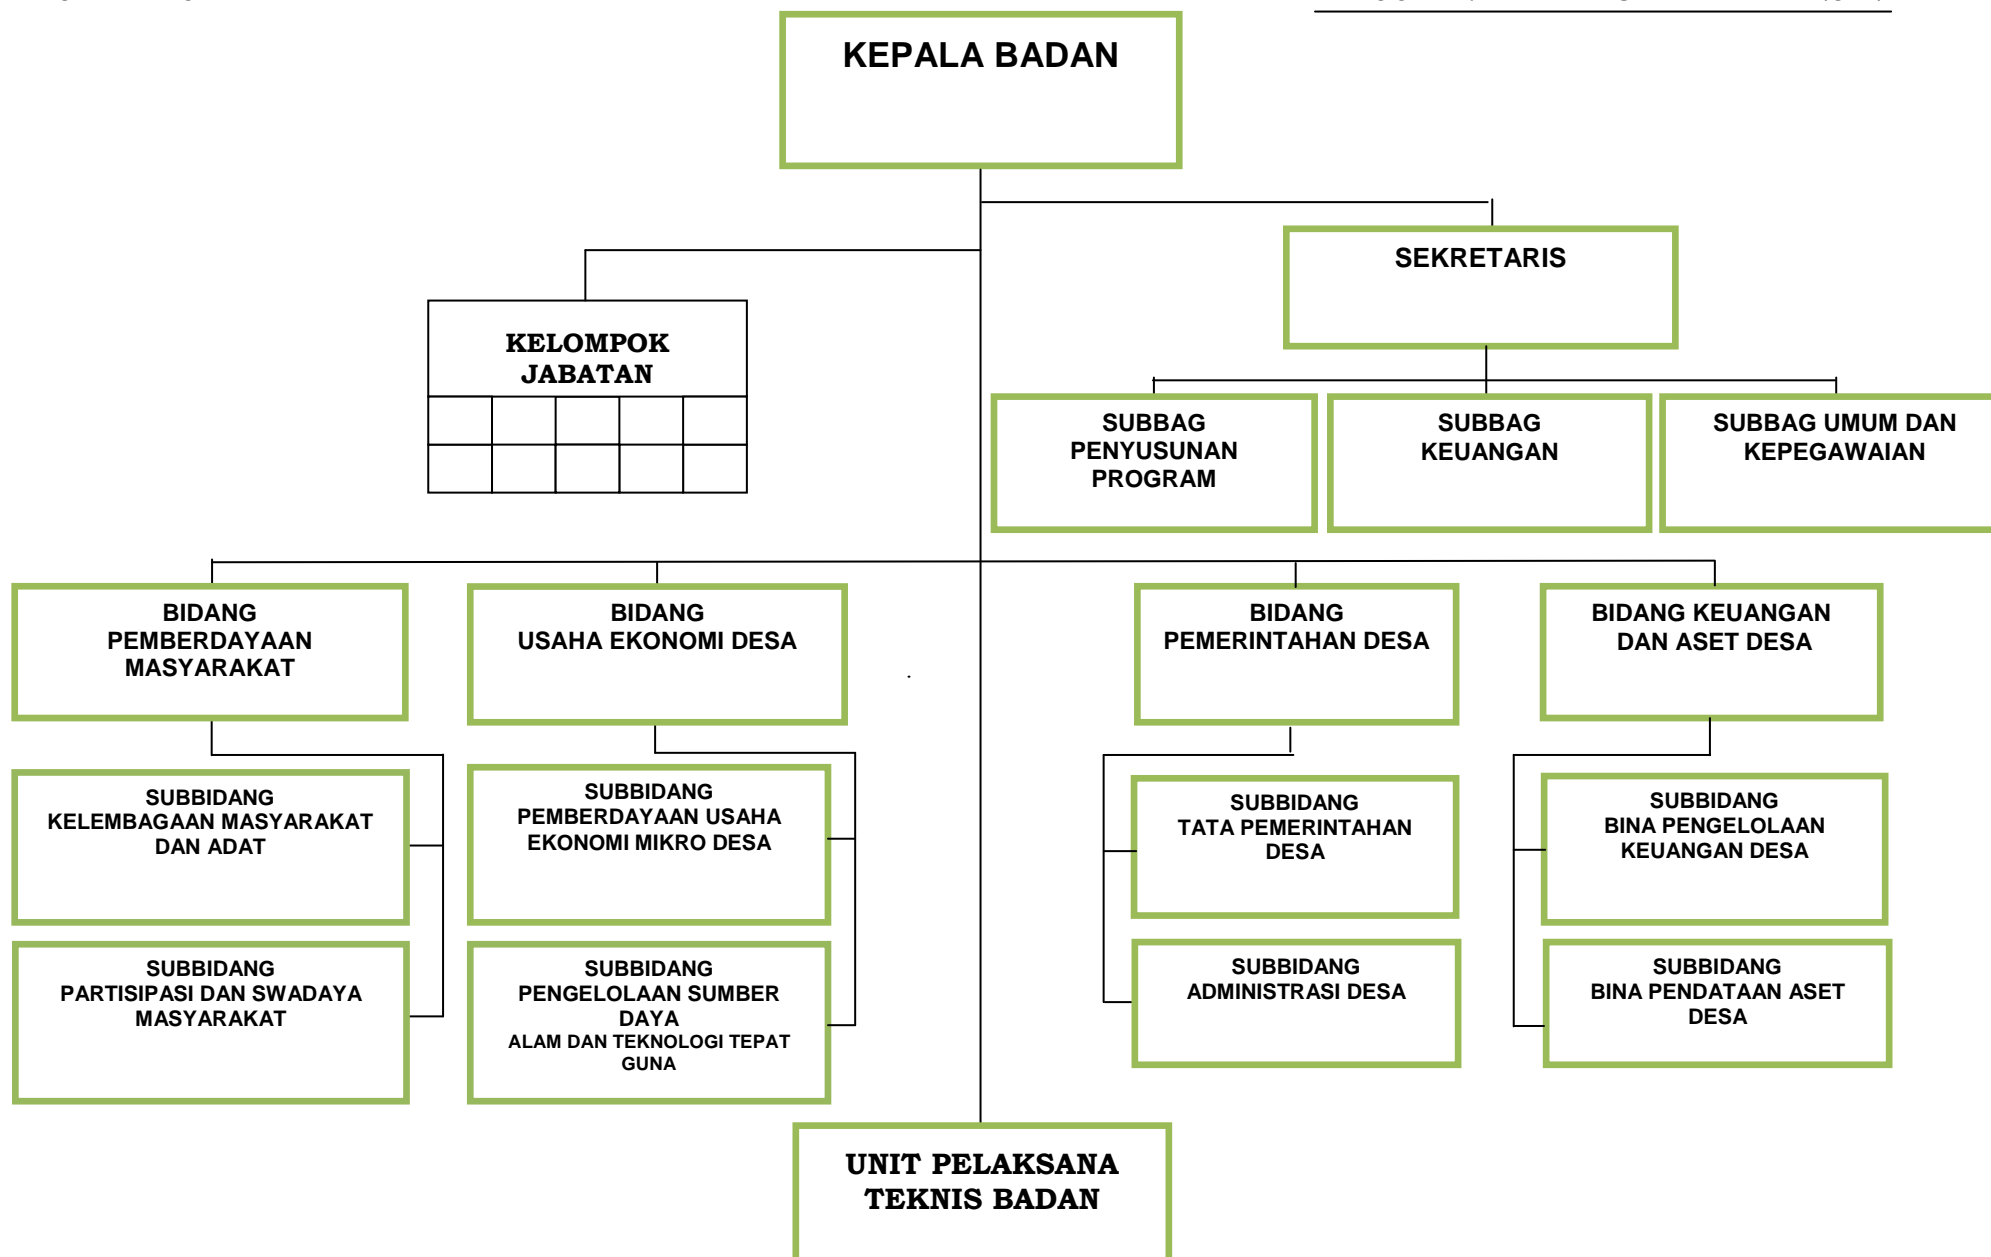 KEPALA BADAN
SEKRETARIS
KELOMPOK
JABATAN
SUBBAG
PENYUSUNAN
PROGRAM
SUBBAG
KEUANGAN
SUBBAG UMUM DAN
KEPEGAWAIAN
BIDANG
PEMBERDAYAAN
MASYARAKAT
BIDANG
USAHA EKONOMI DESA
BIDANG
PEMERINTAHAN DESA
BIDANG KEUANGAN
DAN ASET DESA
SUBBIDANG
KELEMBAGAAN MASYARAKAT
DAN ADAT
SUBBIDANG
PEMBERDAYAAN USAHA
EKONOMI MIKRO DESA
SUBBIDANG
TATA PEMERINTAHAN
DESA
SUBBIDANG
BINA PENGELOLAAN
KEUANGAN DESA
SUBBIDANG
PARTISIPASI DAN SWADAYA
MASYARAKAT
SUBBIDANG
PENGELOLAAN SUMBER
DAYA
ALAM DAN TEKNOLOGI TEPAT
GUNA
SUBBIDANG
ADMINISTRASI DESA
SUBBIDANG
BINA PENDATAAN ASET
DESA
UNIT PELAKSANA
TEKNIS BADAN